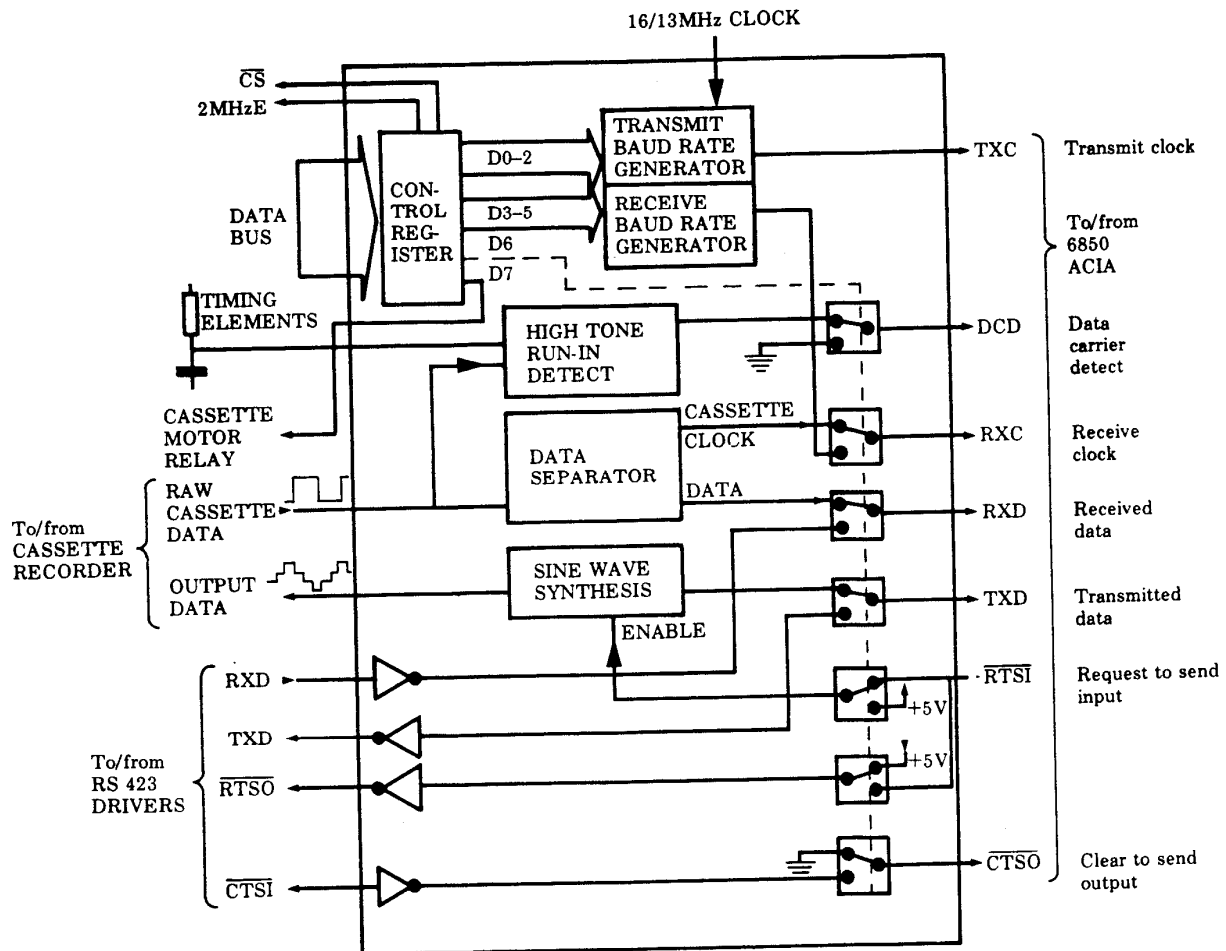 16/13MHz CLOCK
CS
2MHzE
DATA
BUS
CON-
TROL
REG-
ISTER
D0–2
D3–5
D6
D7
TRANSMIT
BAUD RATE
GENERATOR
RECEIVE
BAUD RATE
GENERATOR
TXC
Transmit clock
To/from
6850
ACIA
TIMING
ELEMENTS
HIGH TONE
RUN-IN
DETECT
DCD
Data
carrier
detect
CASSETTE
MOTOR
RELAY
CASSETTE
CLOCK
RXC
Receive
clock
DATA
SEPARATOR
DATA
RXD
Received
data
To/from
CASSETTE
RECORDER
RAW
CASSETTE
DATA
OUTPUT
DATA
SINE WAVE
SYNTHESIS
ENABLE
TXD
Transmitted
data
RTSI
Request to send
input
+5V
+5V
To/from
RS 423
DRIVERS
RXD
TXD
RTSO
CTSI
CTSO
Clear to send
output